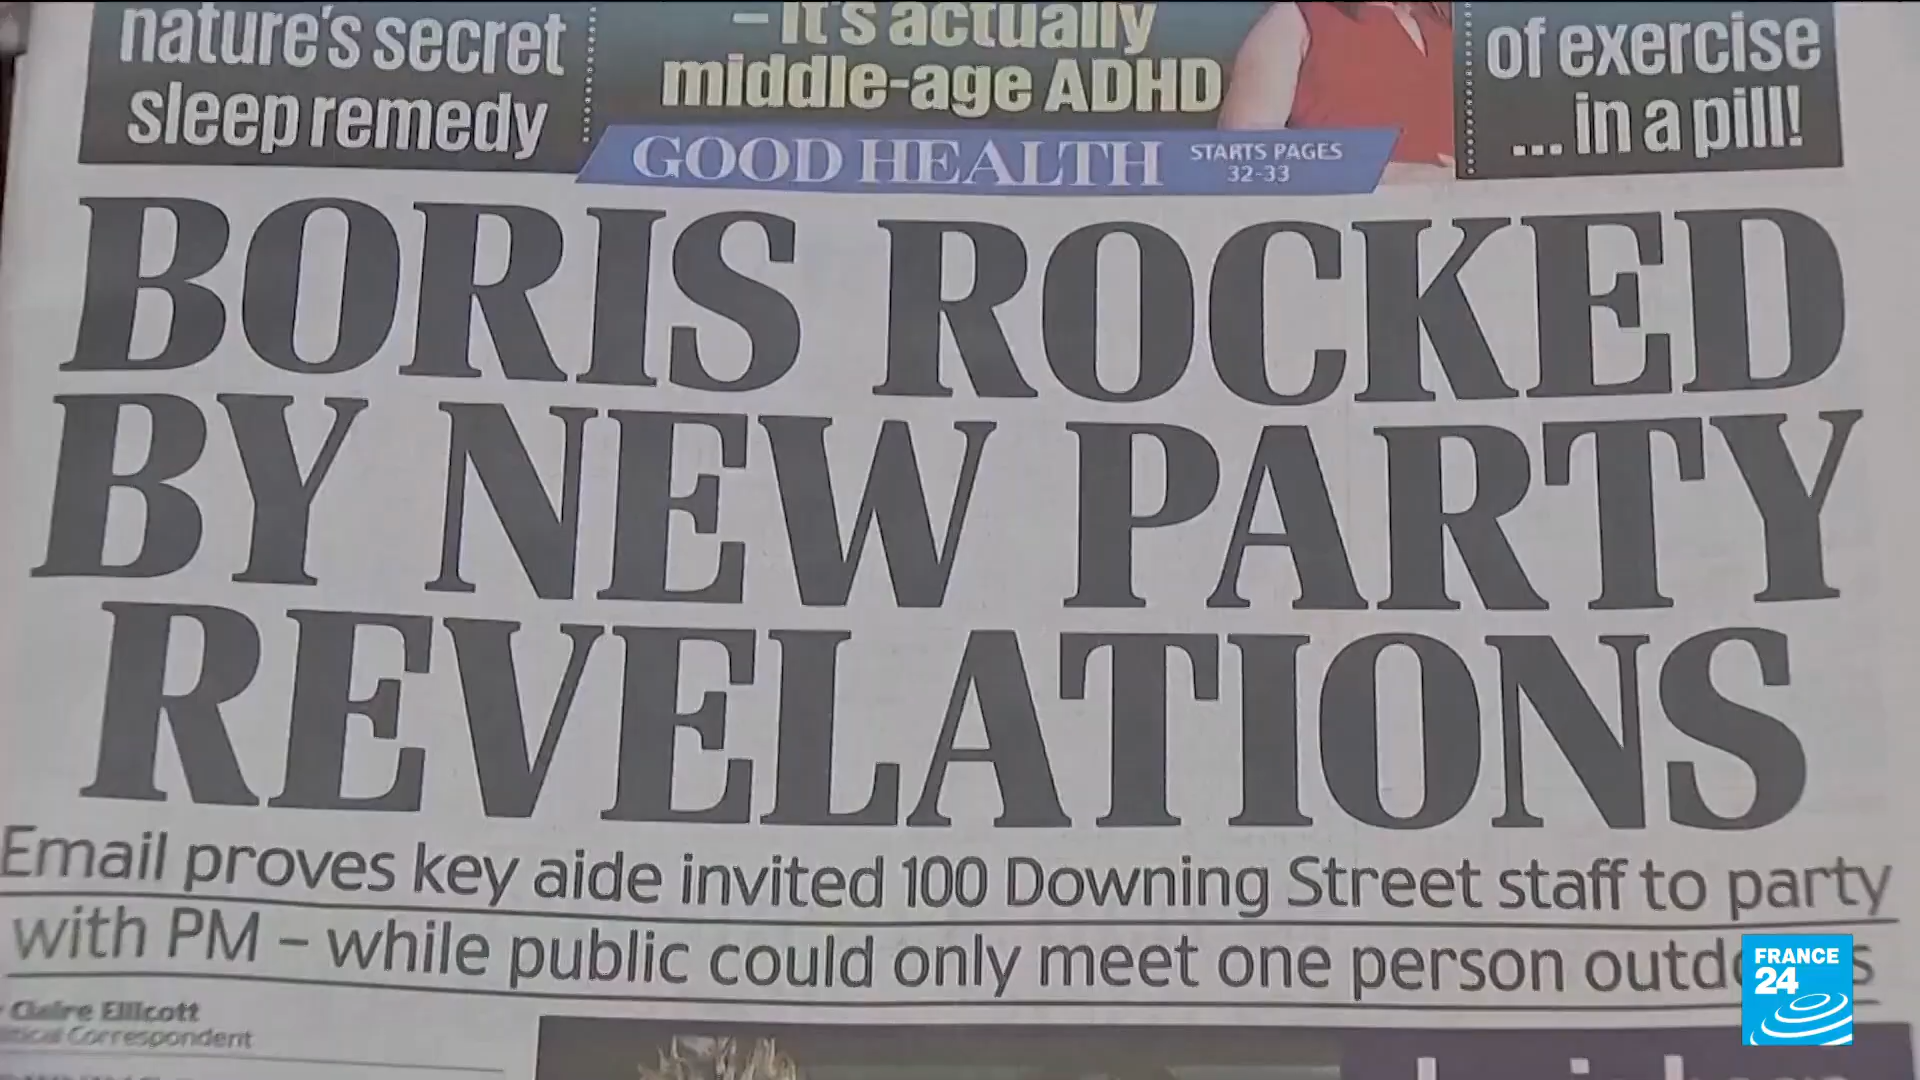 nature's secret
sleep remedy
– it's actually
middle-age ADHD
of exercise
... in a pill!
GOOD HEALTH
STARTS PAGES
32-33
BORIS ROCKED
BY NEW PARTY
REVELATIONS
Email proves key aide invited 100 Downing Street staff to party
with PM – while public could only meet one person outd s
Claire Ellicott
Correspondent
FRANCE
24